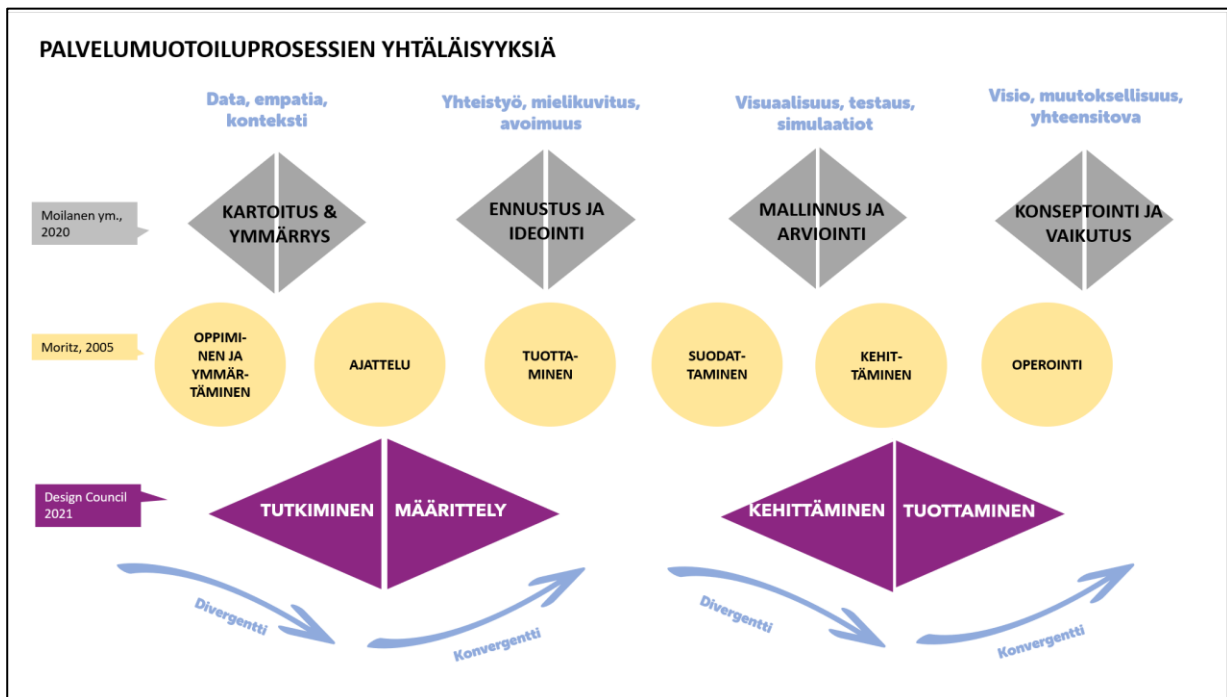 PALVELUMUOTOILUPROSESSIEN YHTÄLÄISYYKSIÄ
Data, empatia,
konteksti
Yhteistyö, mielikuvitus,
avoimuus
Visuaalisuus, testaus,
simulaatiot
Visio, muutoksellisuus,
yhteensitova
Moilanen ym.,
2020
KARTOITUS &
YMMÄRRYS
ENNUSTUS JA
IDEOINTI
MALLINNUS JA
ARVIOINTI
KONSEPTOINTI JA
VAIKUTUS
Moritz, 2005
OPPIMI-
NEN JA
YMMÄR-
TÄMINEN
AJATTELU
TUOTTA-
MINEN
SUODAT-
TAMINEN
KEHIT-
TÄMINEN
OPEROINTI
Design Council
2021
TUTKIMINEN
MÄÄRITTELY
KEHITTÄMINEN
TUOTTAMINEN
Divergentti
Konvergentti
Divergentti
Konvergentti